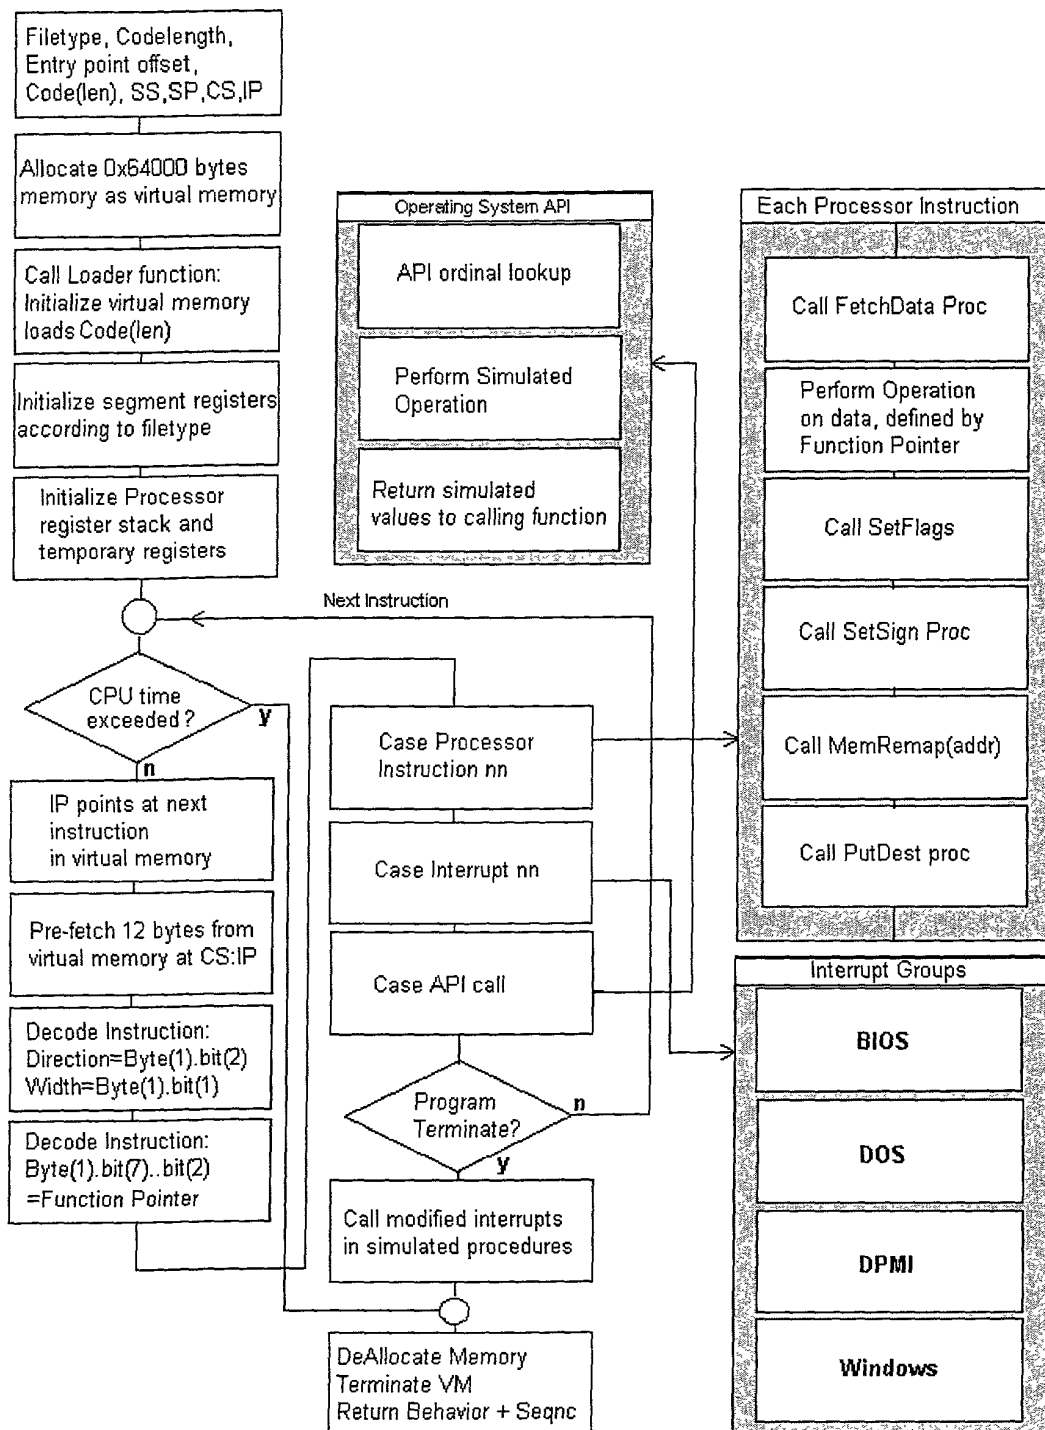 Filetype, Codelength,
Entry point offset,
Code(len), SS,SP,CS,IP
Allocate 0x64000 bytes
memory as virtual memory
Call Loader function:
Initialize virtual memory
loads Code(len)
Initialize segment registers
according to filetype
Initialize Processor
register stack and
temporary registers
CPU time
exceeded?
y
n
IP points at next
instruction
in virtual memory
Pre-fetch 12 bytes from
virtual memory at CS:IP
Decode Instruction:
Direction=Byte(1).bit(2)
Width=Byte(1).bit(1)
Decode Instruction:
Byte(1).bit(7)..bit(2)
=Function Pointer
Operating System API
API ordinal lookup
Perform Simulated
Operation
Return simulated
values to calling function
Next Instruction
Case Processor
Instruction nn
Case Interrupt nn
Case API call
Program
Terminate?
n
y
Call modified interrupts
in simulated procedures
DeAllocate Memory
Terminate VM
Return Behavior + Seqnc
Each Processor Instruction
Call FetchData Proc
Perform Operation
on data, defined by
Function Pointer
Call SetFlags
Call SetSign Proc
Call MemRemap(addr)
Call PutDest proc
Interrupt Groups
BIOS
DOS
DPMI
Windows